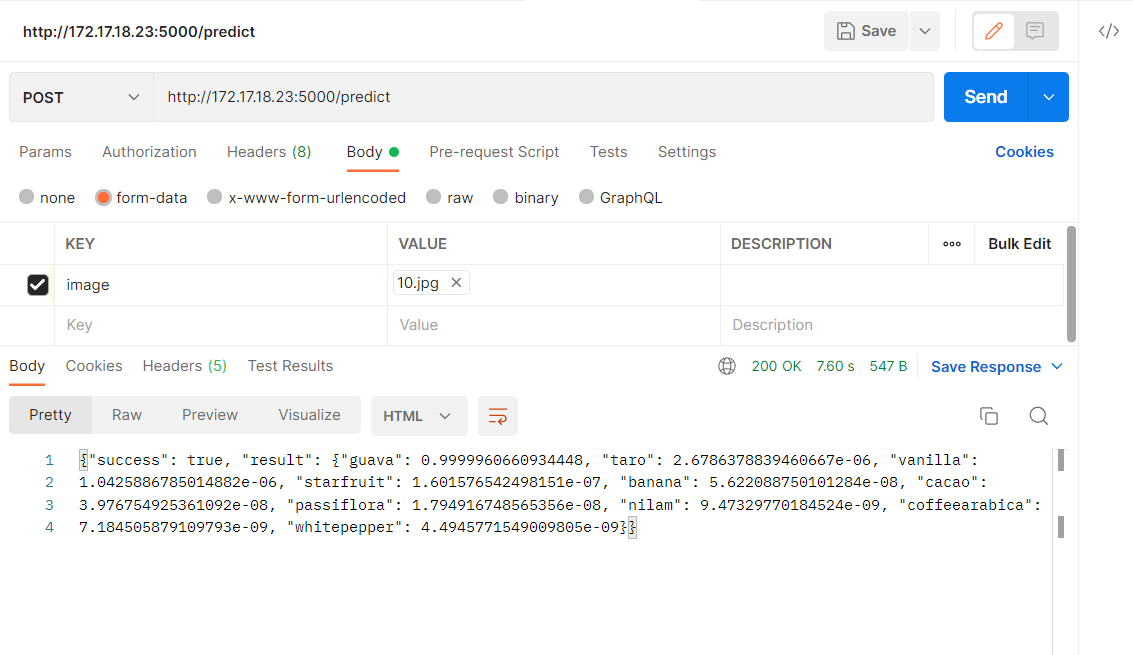 http://172.17.18.23:5000/predict
Save
POST
http://172.17.18.23:5000/predict
Send
Params Authorization Headers (8) Body Pre-request Script Tests Settings Cookies
none form-data x-www-form-urlencoded raw binary GraphQL
KEY VALUE DESCRIPTION Bulk Edit
image 10.jpg
Key Value Description
Body Cookies Headers (5) Test Results 200 OK 7.60 s 547 B Save Response
Pretty Raw Preview Visualize HTML
1 {"success": true, "result": {"guava": 0.9999960660934448, "taro": 2.6786378839460667e-06, "vanilla":
2 1.0425886785014882e-06, "starfruit": 1.601576542498151e-07, "banana": 5.622088750101284e-08, "cacao":
3 3.976754925361092e-08, "passiflora": 1.794916748565356e-08, "nilam": 9.47329770184524e-09, "coffeearabica":
4 7.184505879109793e-09, "whitepepper": 4.4945771549009805e-09}}